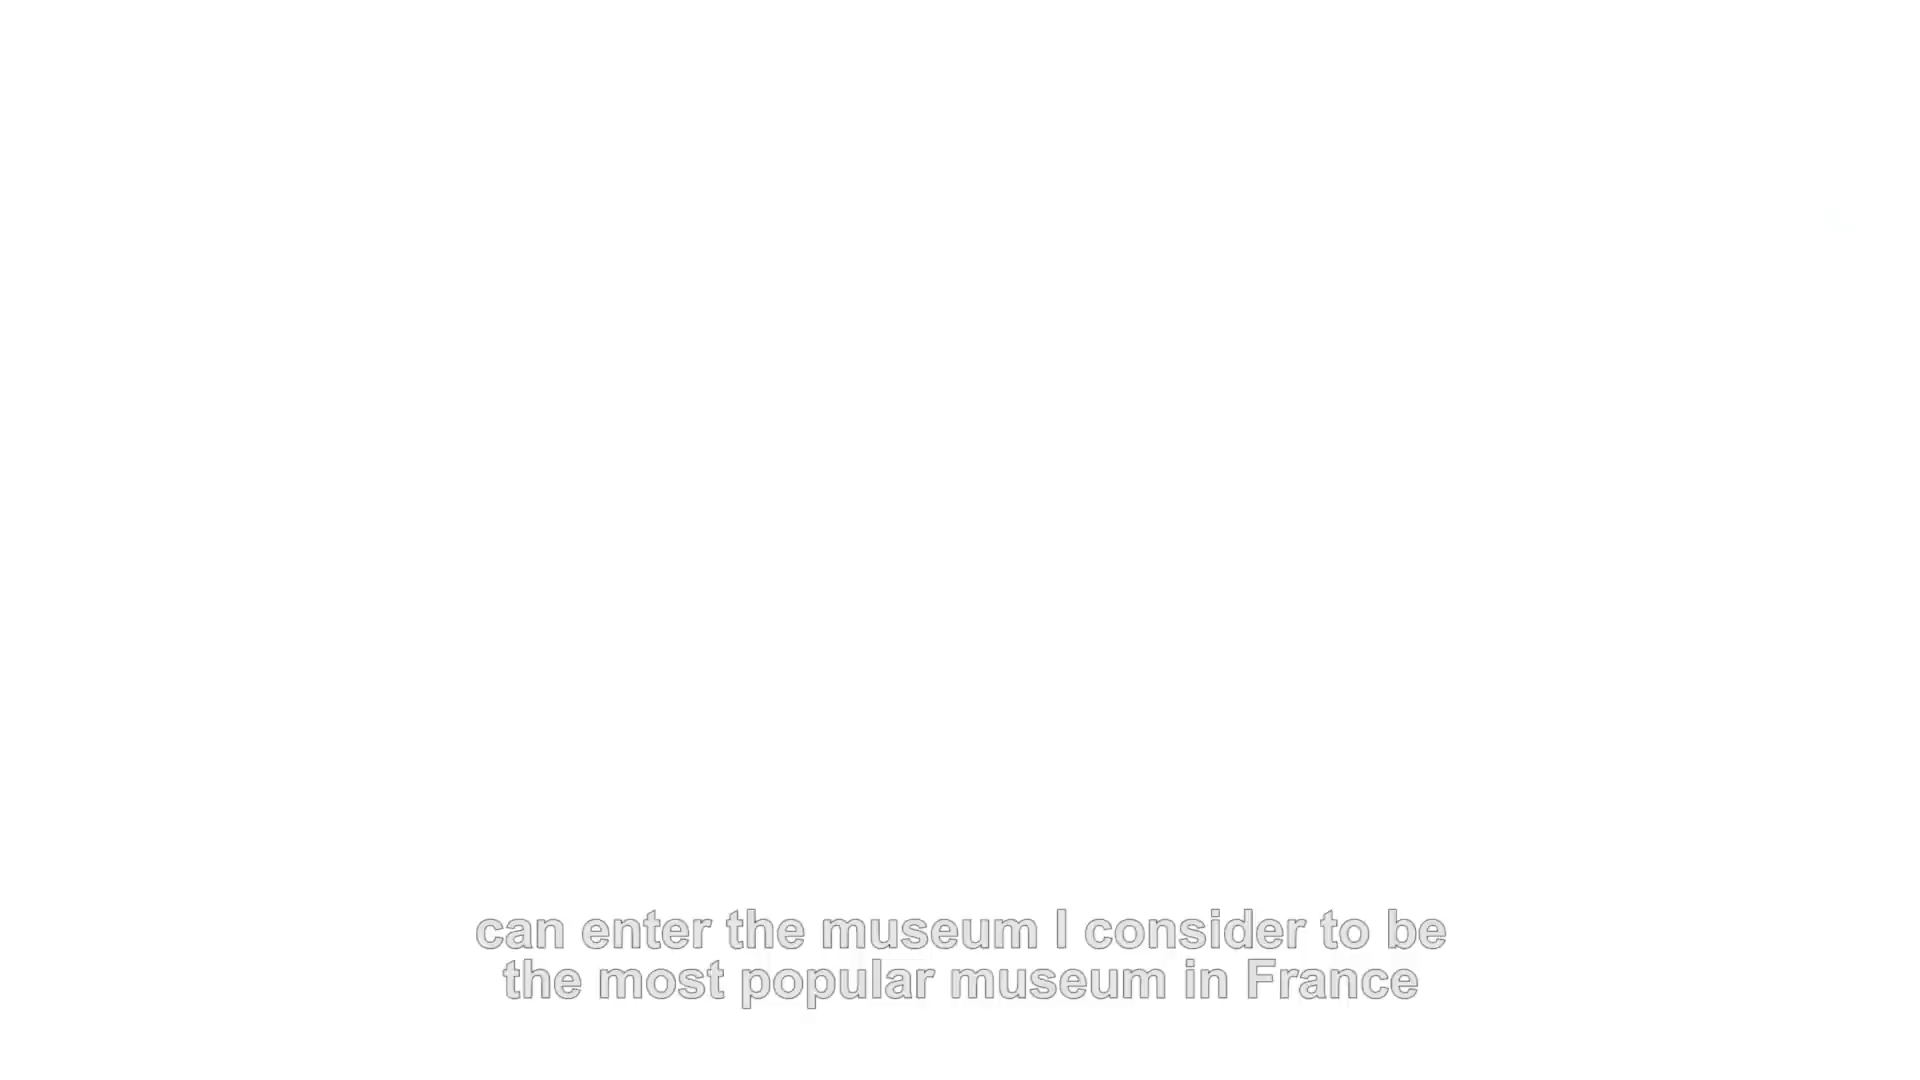 can enter the museum I consider to be
the most popular museum in France